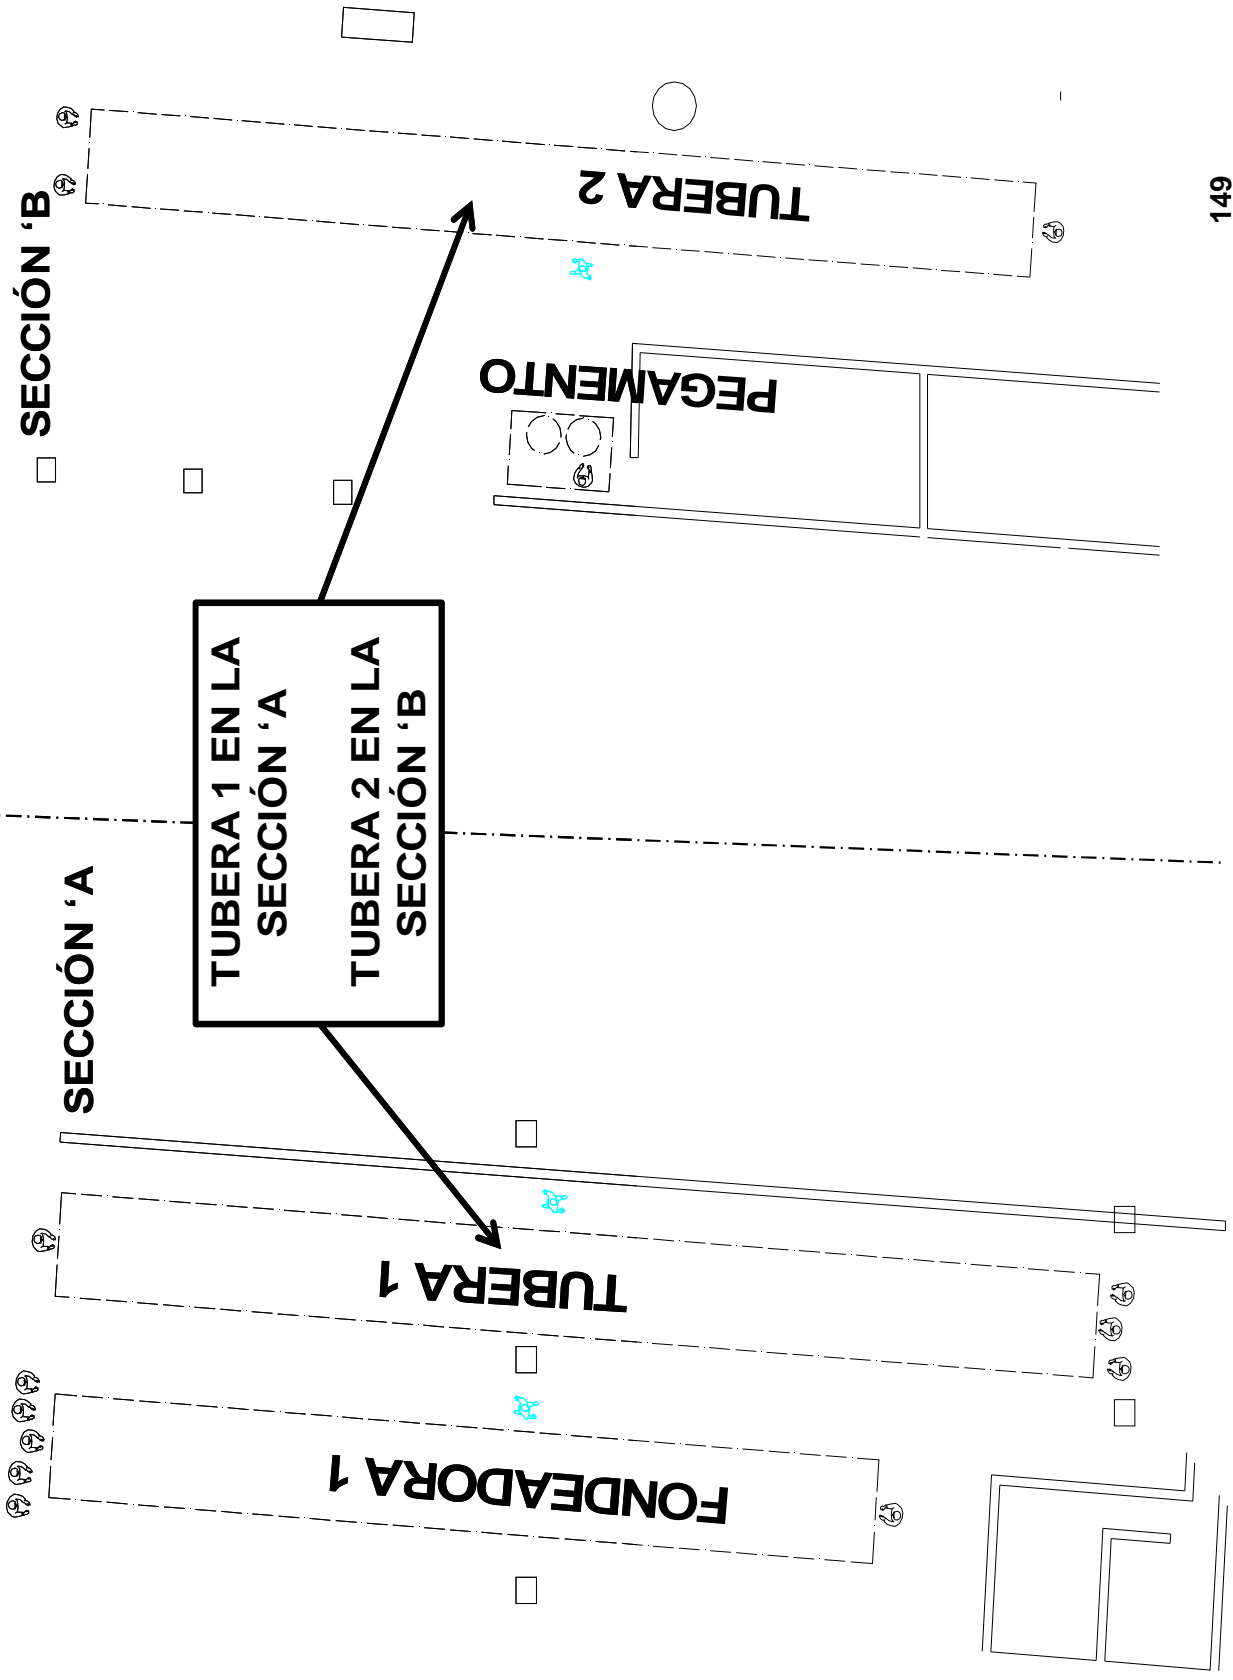 SECCIÓN ‘A
SECCIÓN ‘B
TUBERA 1 EN LA
SECCIÓN ‘A
TUBERA 2 EN LA
SECCIÓN ‘B
FONDEADORA 1
TUBERA 1
PEGAMENTO
TUBERA 2
149